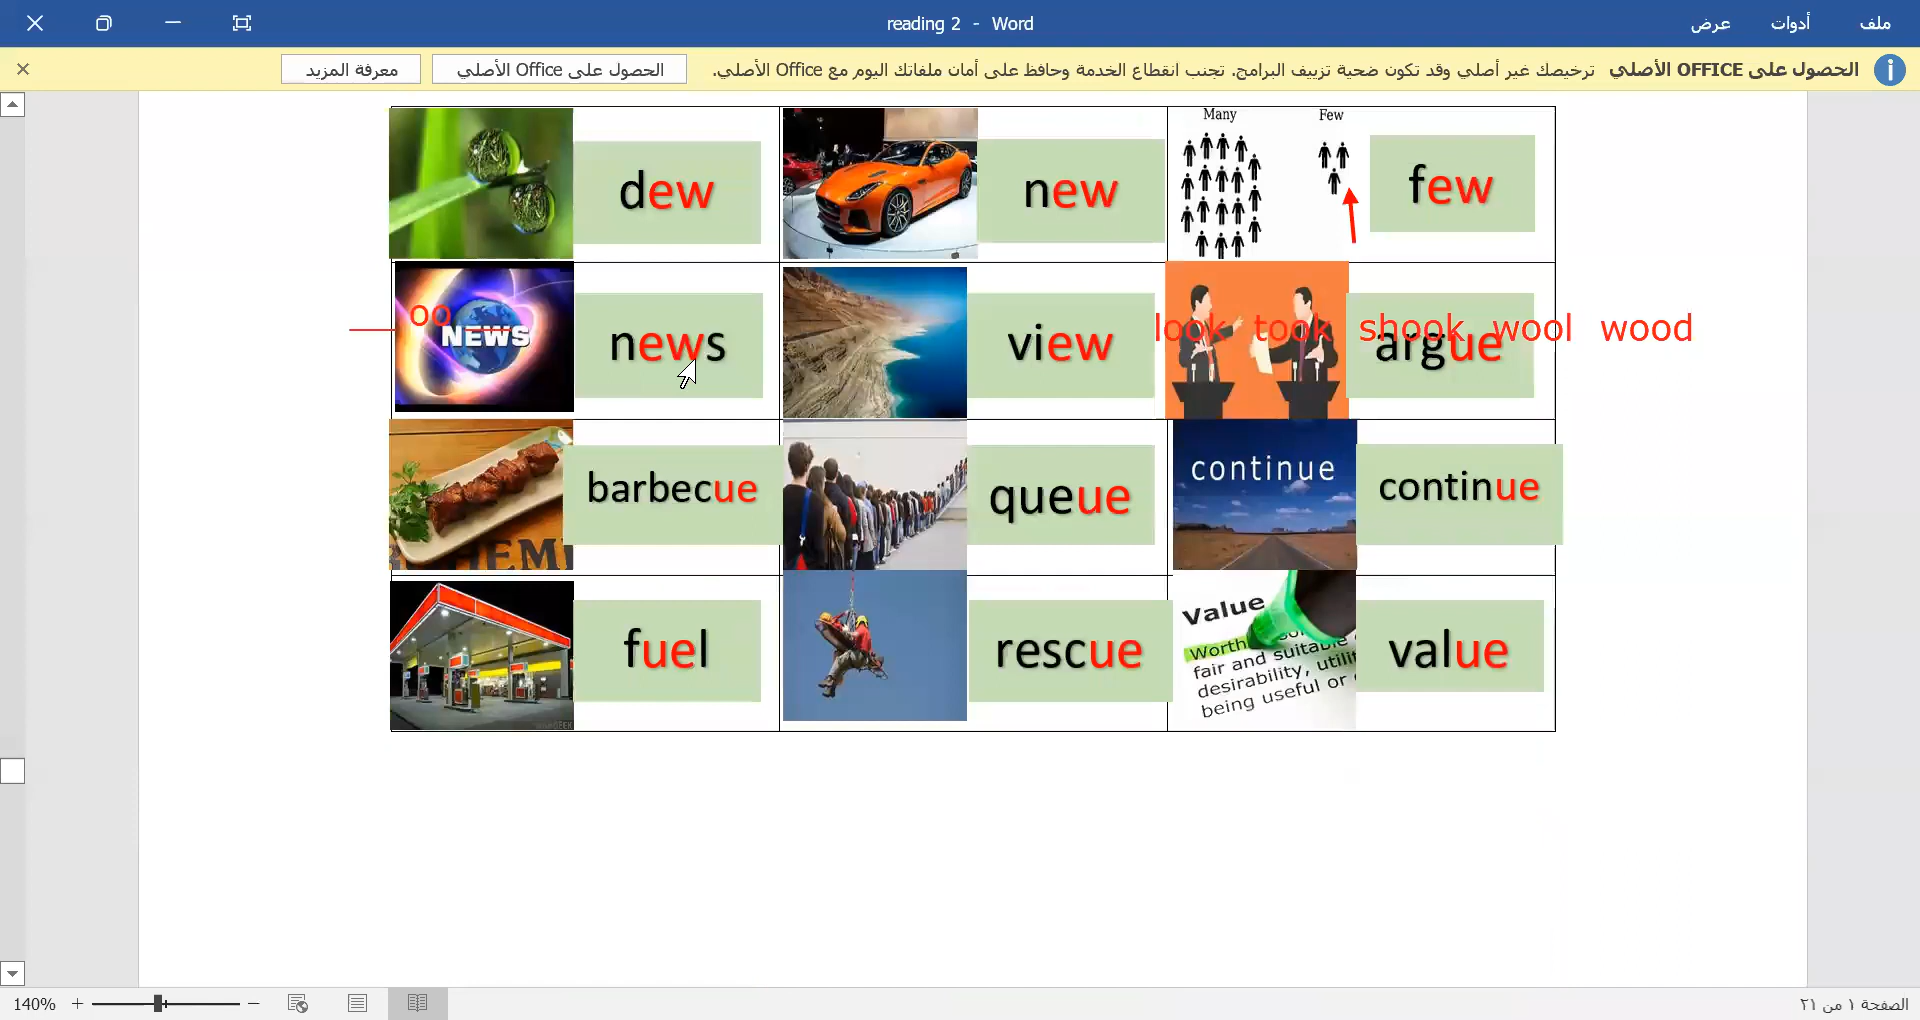 reading 2 - Word
ملف
أدوات
عرض
الحصول على OFFICE الأصلي ترخيصك غير أصلي وقد تكون ضحية تزييف البرامج. تجنب انقطاع الخدمة وحافظ على أمان ملفاتك اليوم مع Office الأصلي.
الحصول على Office الأصلي
معرفة المزيد
dew
new
Many Few
few
oo
NEWS
news
view
look took shook wool wood
argue
barbecue
queue
continue
continue
fuel
rescue
Value
Worth
fair and suitable
desirability, utili
being useful or
value
140%
الصفحة ١ من ٢١